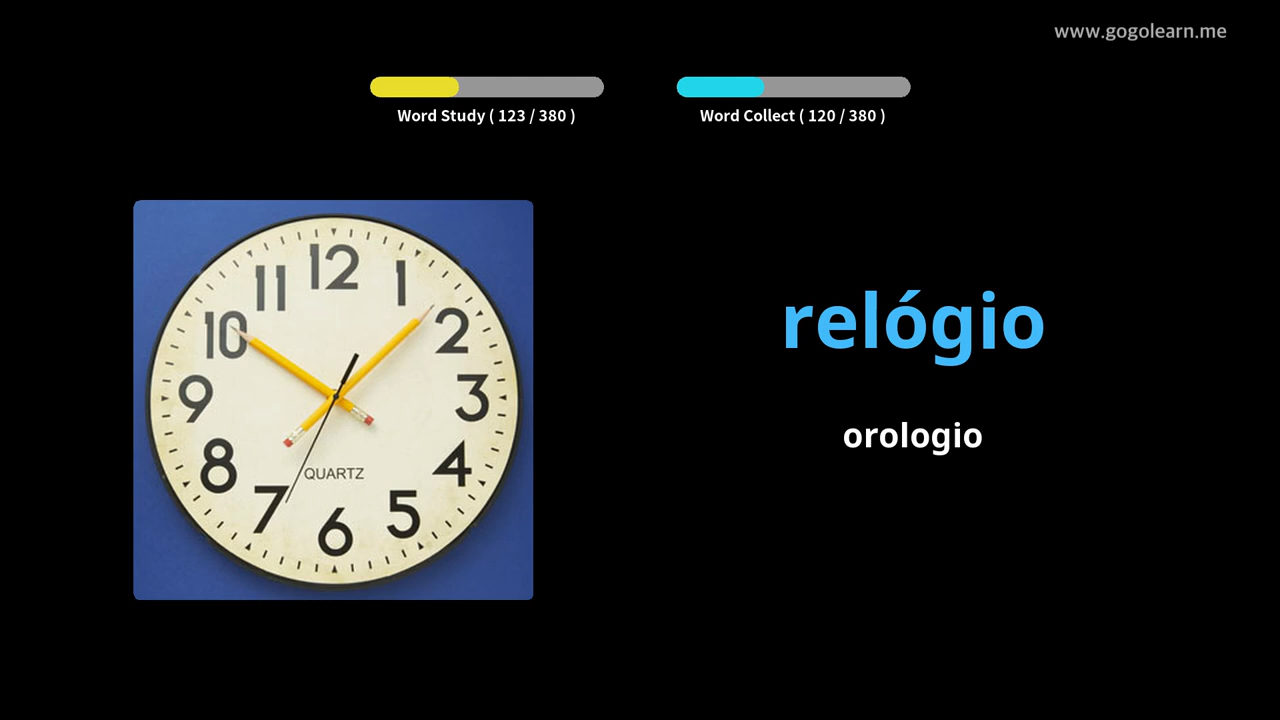 www.gogolearn.me
Word Study ( 123 / 380 )
Word Collect ( 120 / 380 )
12
11
1
10
2
9
3
8
4
7
5
6
QUARTZ
relógio
orologio